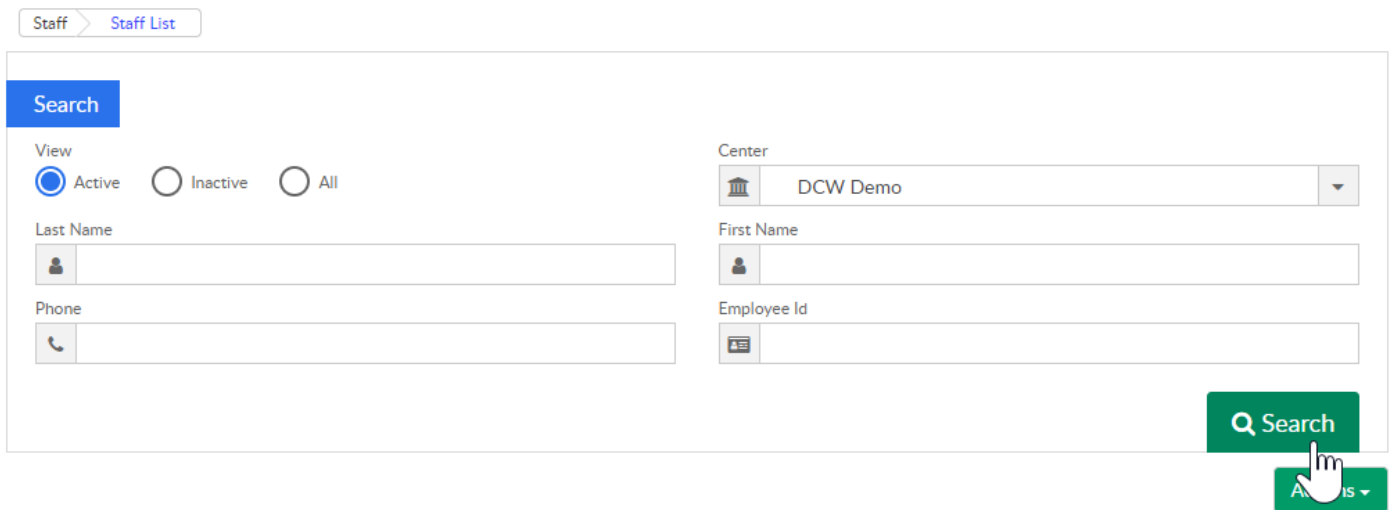 Staff Staff List
Search
View
Active Inactive All
Center
DCW Demo
Last Name
First Name
Phone
Employee Id
Search